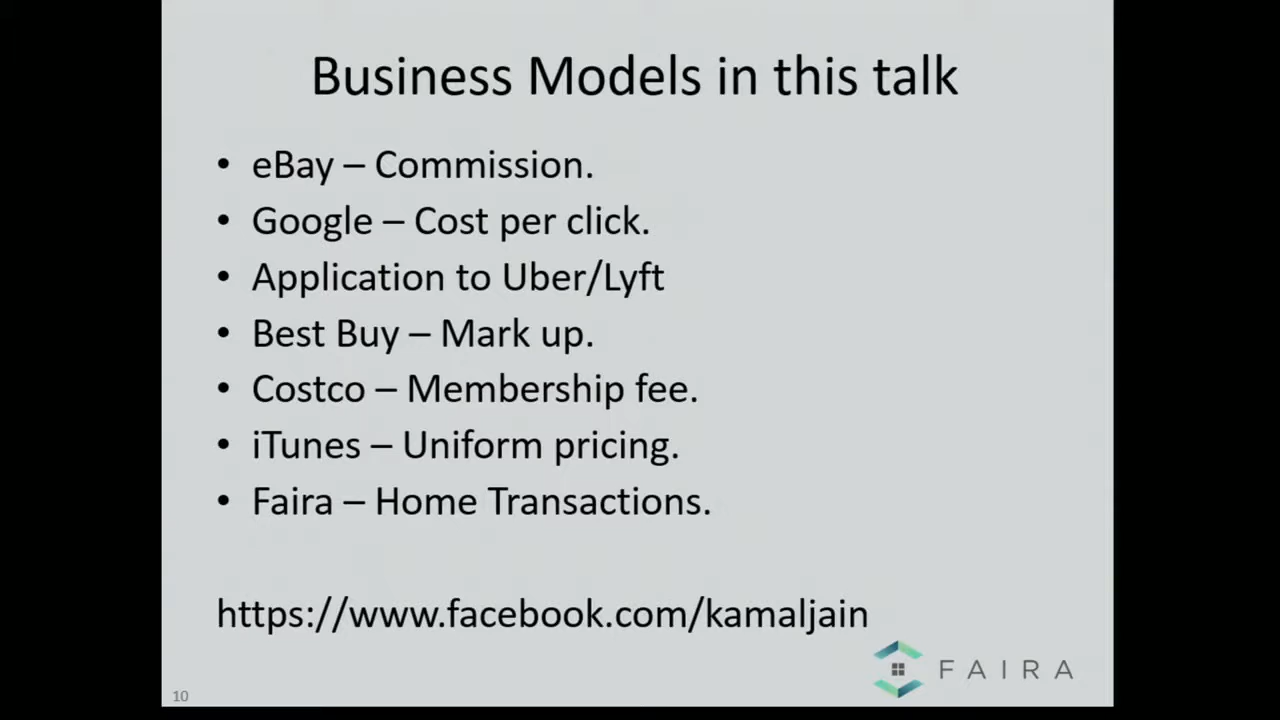 Business Models in this talk
• eBay – Commission.
• Google – Cost per click.
• Application to Uber/Lyft
• Best Buy – Mark up.
• Costco – Membership fee.
• iTunes – Uniform pricing.
• Faira – Home Transactions.
https://www.facebook.com/kamaljain
FAIRA
10